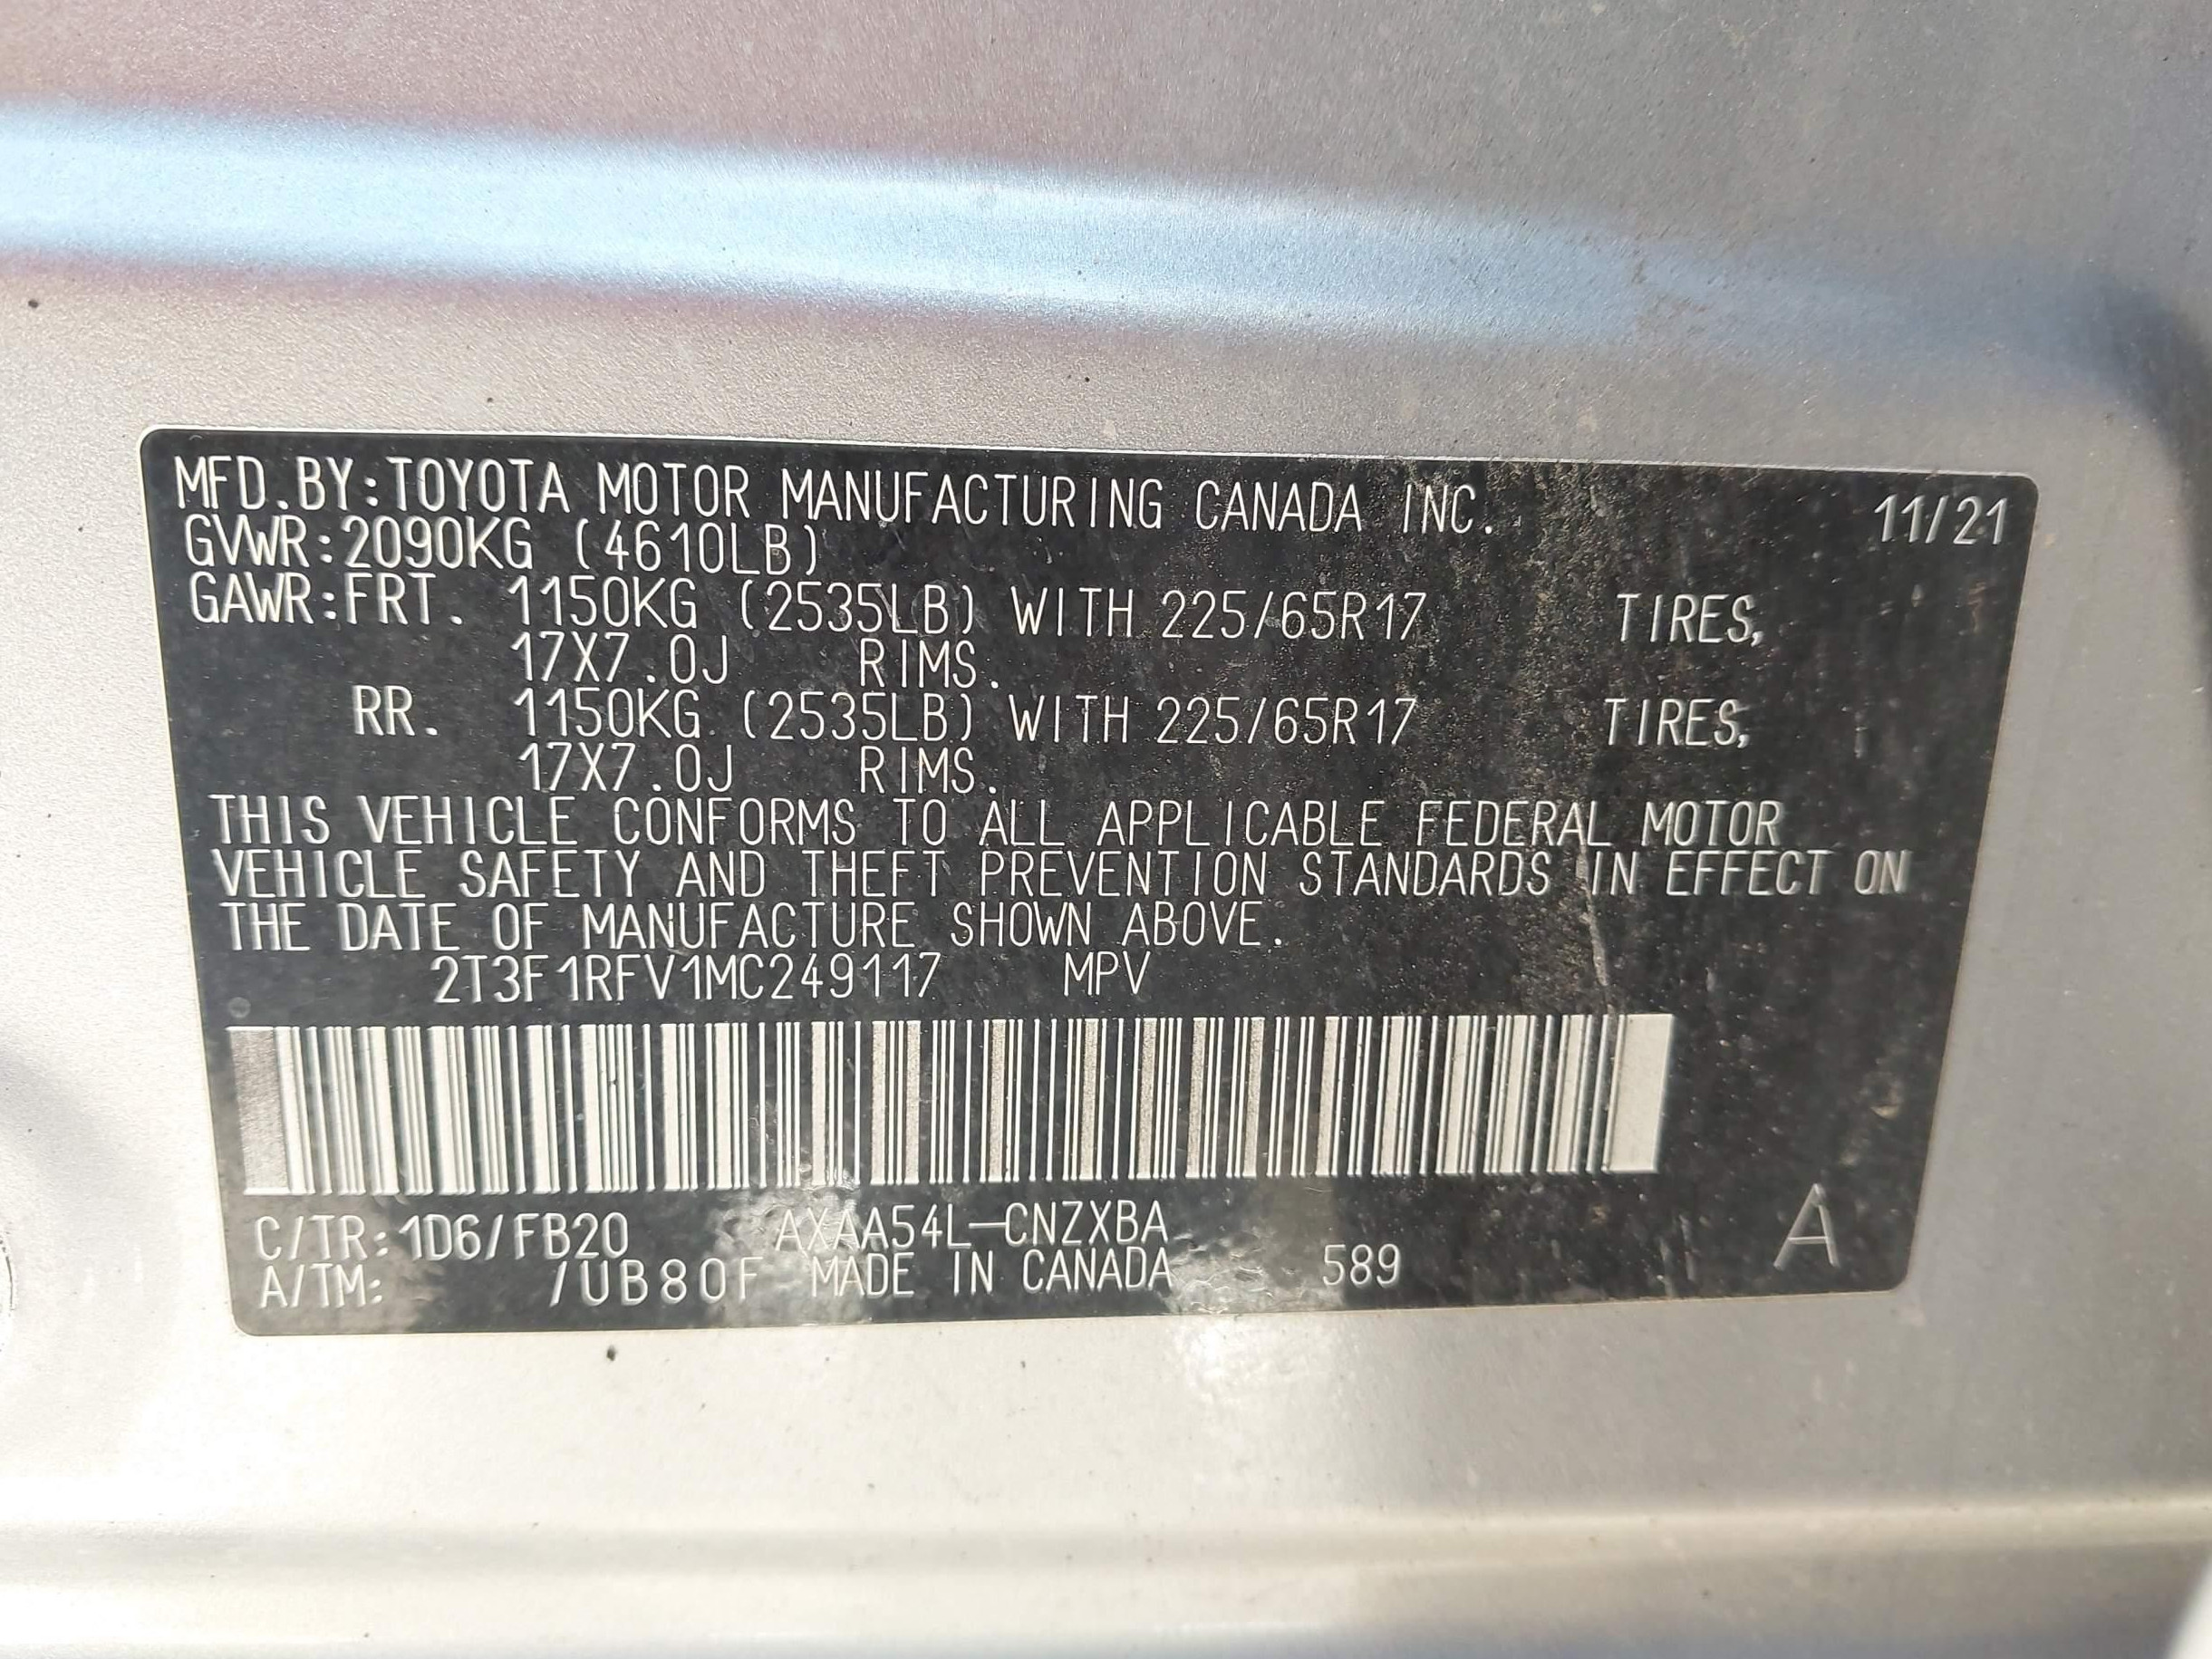 MFD.BY:TOYOTA MOTOR MANUFACTURING CANADA INC. 11/21
GVWR:2090KG (4610LB)
GAWR:FRT. 1150KG (2535LB) WITH 225/65R17 TIRES,
17X7.0J RIMS.
RR. 1150KG (2535LB) WITH 225/65R17 TIRES,
17X7.0J RIMS.
THIS VEHICLE CONFORMS TO ALL APPLICABLE FEDERAL MOTOR
VEHICLE SAFETY AND THEFT PREVENTION STANDARDS IN EFFECT ON
THE DATE OF MANUFACTURE SHOWN ABOVE.
2T3F1RFV1MC249117 MPV
C/TR:1D6/FB20 AXAA54L-CNZXBA
A/TM: /UB80F MADE IN CANADA 589 A